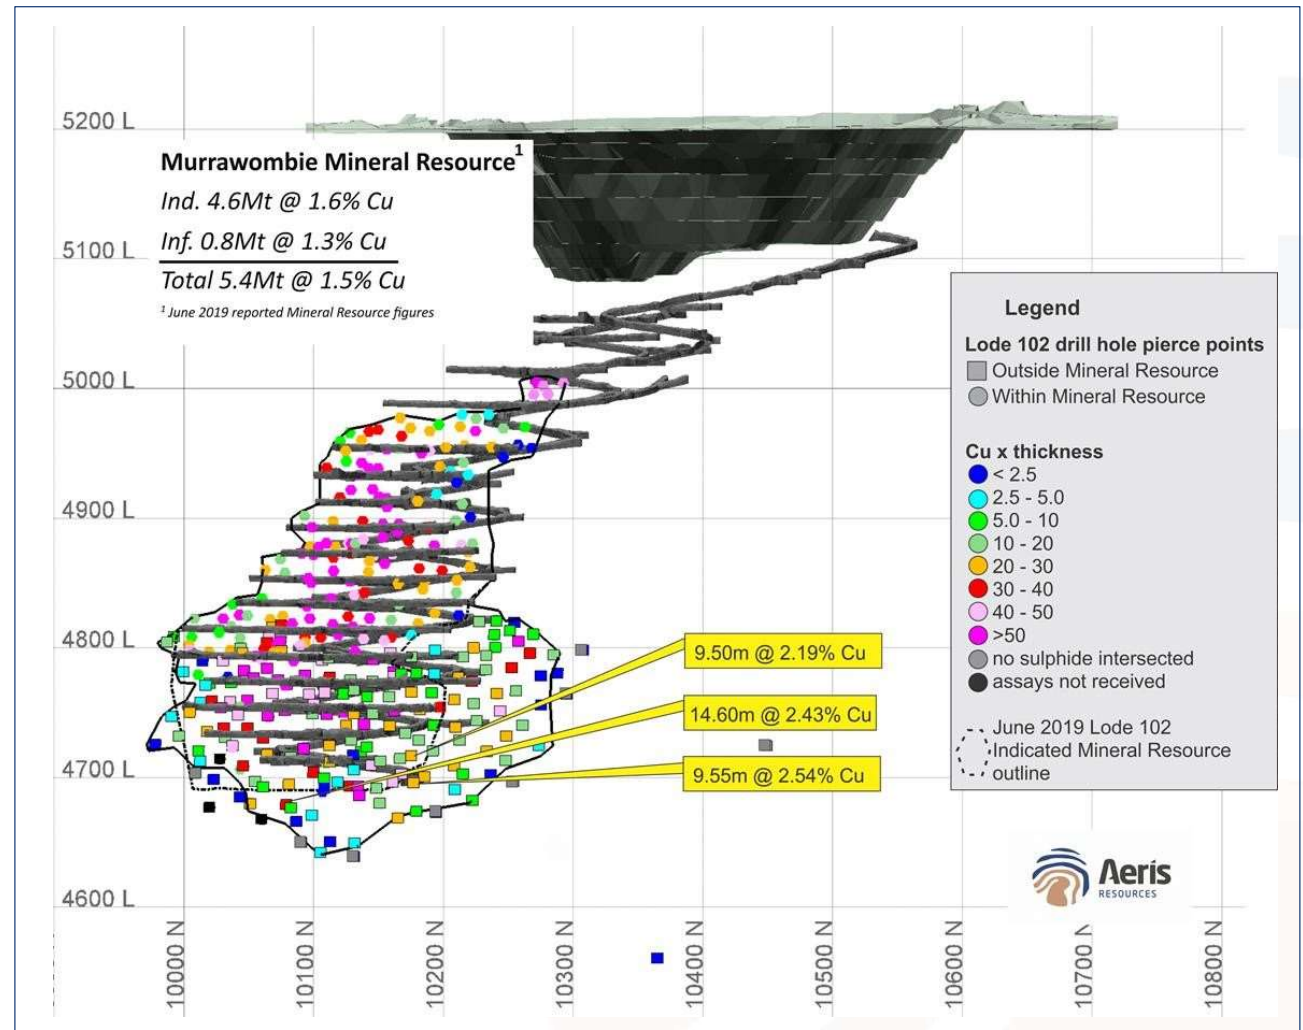 5200 L
Murrawombie Mineral Resource1
Ind. 4.6Mt @ 1.6% Cu
Inf. 0.8Mt @ 1.3% Cu
Total 5.4Mt @ 1.5% Cu
1 June 2019 reported Mineral Resource figures
5100 L
5000 L
4900 L
4800 L
4700 L
4600 L
Legend
Lode 102 drill hole pierce points
Outside Mineral Resource
Within Mineral Resource
Cu x thickness
< 2.5
2.5 - 5.0
5.0 - 10
10 - 20
20 - 30
30 - 40
40 - 50
>50
no sulphide intersected
assays not received
June 2019 Lode 102
Indicated Mineral Resource
outline
9.50m @ 2.19% Cu
14.60m @ 2.43% Cu
9.55m @ 2.54% Cu
Aeris
RESOURCES
10000 N
10100 N
10200 N
10300 N
10400 N
10500 N
10600 N
10700 N
10800 N